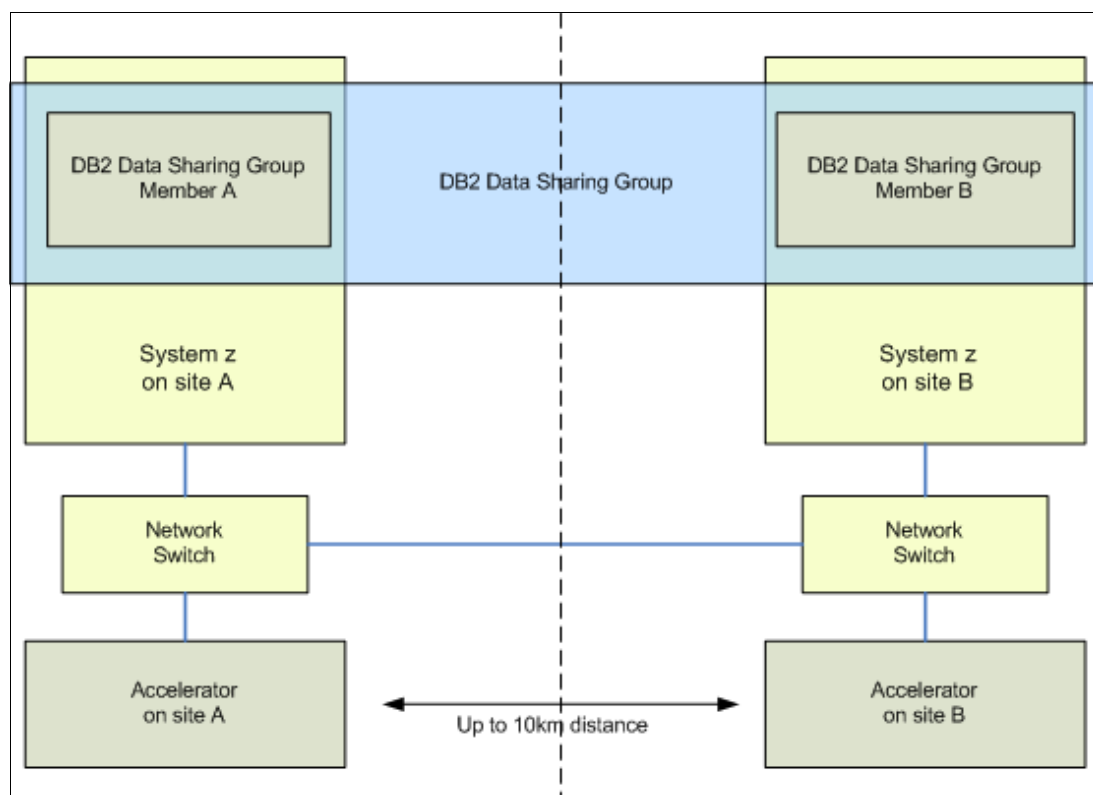 DB2 Data Sharing Group
Member A
DB2 Data Sharing Group
DB2 Data Sharing Group
Member B
System z
on site A
System z
on site B
Network
Switch
Network
Switch
Accelerator
on site A
Up to 10km distance
Accelerator
on site B